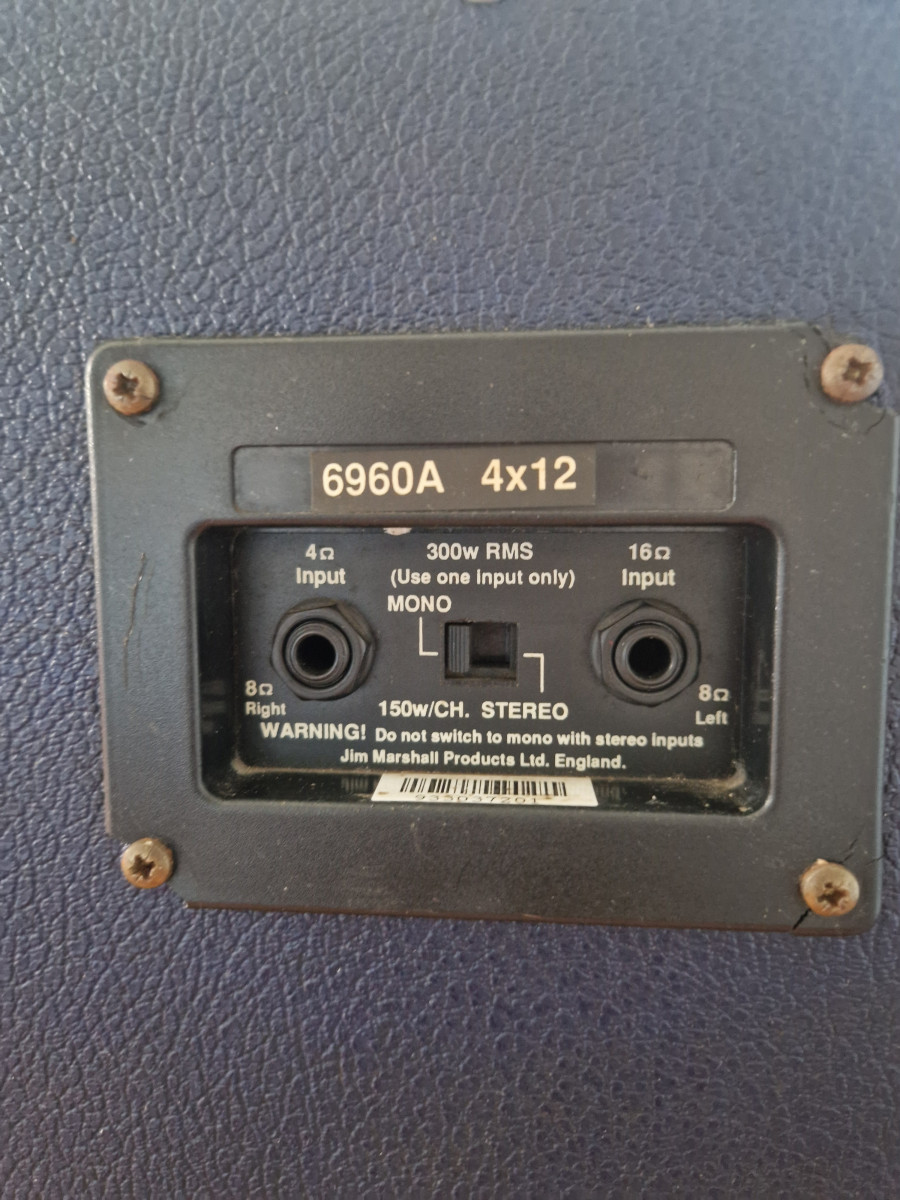 6960A 4x12
4Ω 300w RMS 16Ω
Input (Use one input only) Input
MONO
8Ω 8Ω
Right 150w/CH. STEREO Left
WARNING! Do not switch to mono with stereo inputs
Jim Marshall Products Ltd. England.